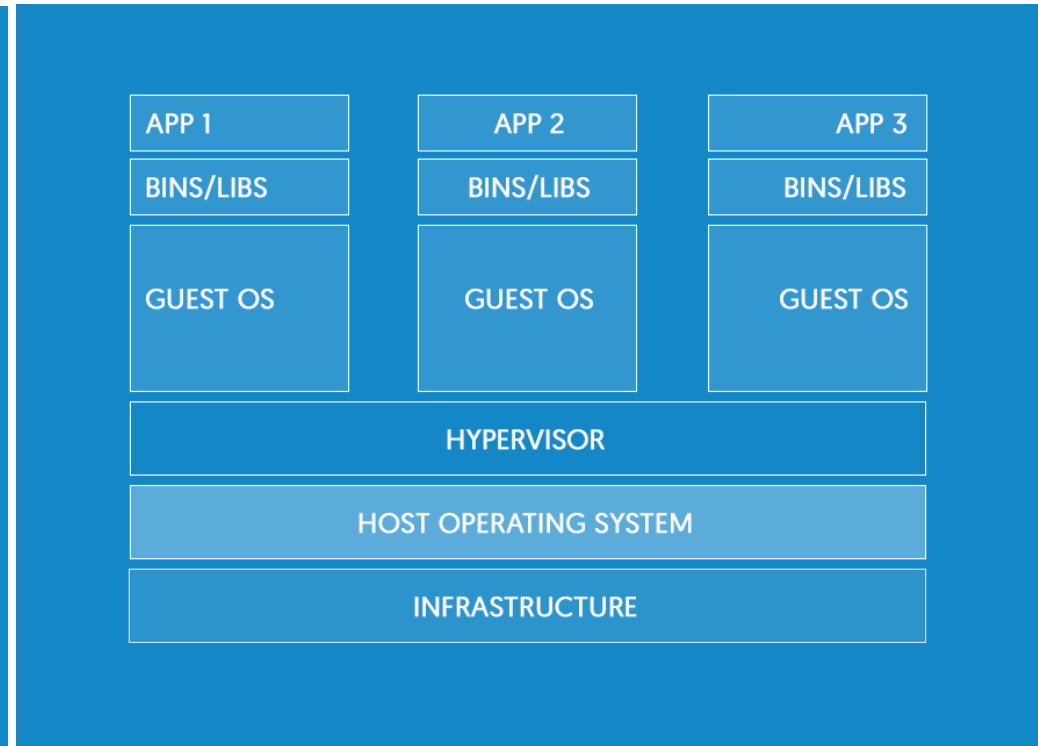 APP 1
APP 2
APP 3
BINS/LIBS
BINS/LIBS
BINS/LIBS
GUEST OS
GUEST OS
GUEST OS
HYPERVISOR
HOST OPERATING SYSTEM
INFRASTRUCTURE